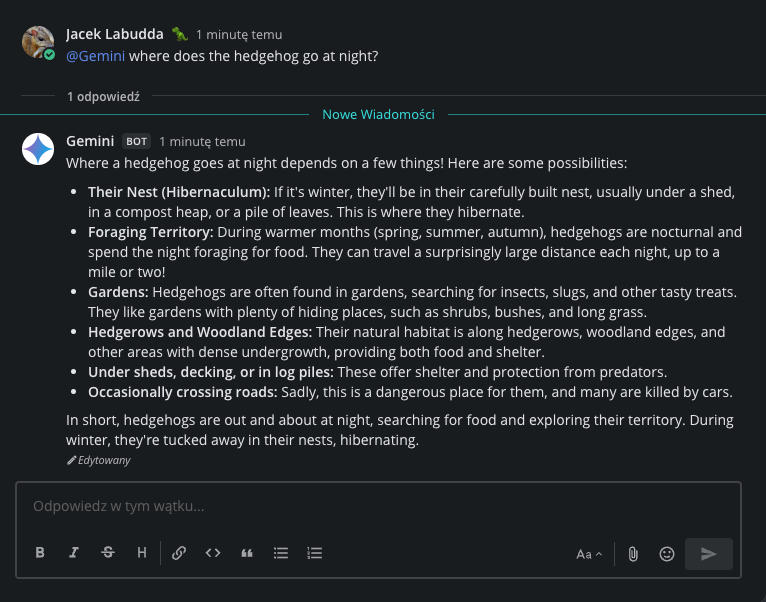 Jacek Labudda 1 minutę temu
@Gemini where does the hedgehog go at night?
1 odpowiedź
Nowe Wiadomości
Gemini BOT 1 minutę temu
Where a hedgehog goes at night depends on a few things! Here are some possibilities:
• Their Nest (Hibernaculum): If it's winter, they'll be in their carefully built nest, usually under a shed,
in a compost heap, or a pile of leaves. This is where they hibernate.
• Foraging Territory: During warmer months (spring, summer, autumn), hedgehogs are nocturnal and
spend the night foraging for food. They can travel a surprisingly large distance each night, up to a
mile or two!
• Gardens: Hedgehogs are often found in gardens, searching for insects, slugs, and other tasty treats.
They like gardens with plenty of hiding places, such as shrubs, bushes, and long grass.
• Hedgerows and Woodland Edges: Their natural habitat is along hedgerows, woodland edges, and
other areas with dense undergrowth, providing both food and shelter.
• Under sheds, decking, or in log piles: These offer shelter and protection from predators.
• Occasionally crossing roads: Sadly, this is a dangerous place for them, and many are killed by cars.
In short, hedgehogs are out and about at night, searching for food and exploring their territory. During
winter, they're tucked away in their nests, hibernating.
Edytowany
Odpowiedz w tym wątku...
B I S H Aa